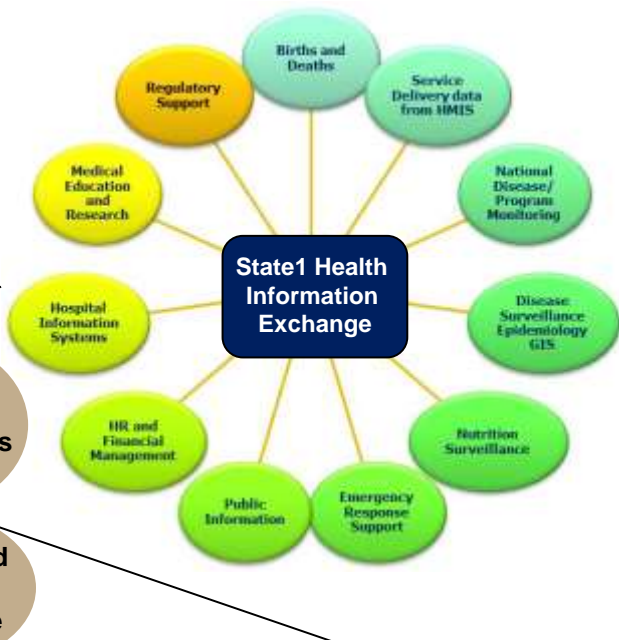 Births and
Deaths
Service
Delivery data
from HMIS
National
Disease/
Program
Monitoring
Disease
Surveillance
Epidemiology
GIS
Nutrition
Surveillance
Emergency
Response
Support
Public
Information
HR and
Financial
Management
Hospital
Information
Systems
Medical
Education
and
Research
Regulatory
Support
State1 Health
Information
Exchange
s
d
e